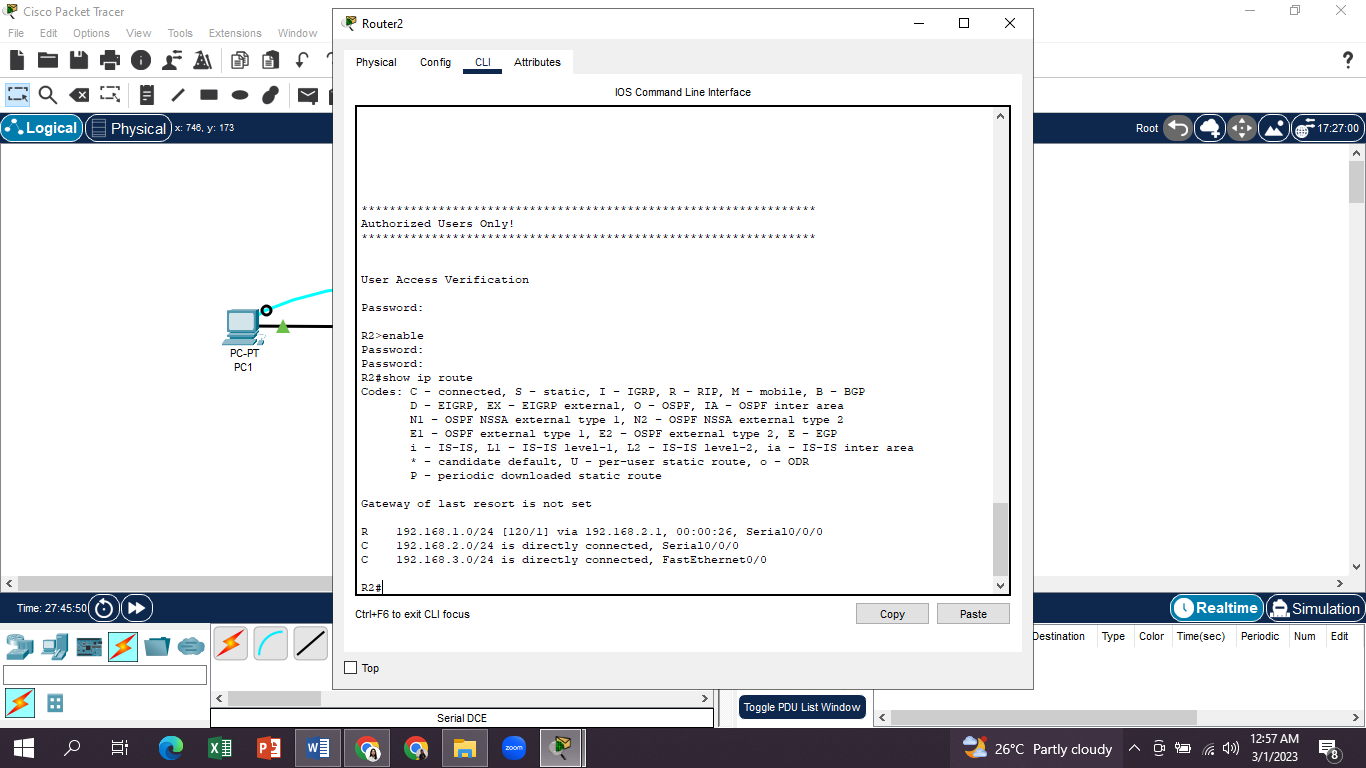 Cisco Packet Tracer
File Edit Options View Tools Extensions Window
Logical Physical x: 746, y: 173
Root 17:27:00
PC-PT
PC1
Router2
Physical Config CLI Attributes
IOS Command Line Interface
*****************************************************************
Authorized Users Only!
*****************************************************************
User Access Verification
Password:
R2>enable
Password:
Password:
R2#show ip route
Codes: C - connected, S - static, I - IGRP, R - RIP, M - mobile, B - BGP
D - EIGRP, EX - EIGRP external, O - OSPF, IA - OSPF inter area
N1 - OSPF NSSA external type 1, N2 - OSPF NSSA external type 2
E1 - OSPF external type 1, E2 - OSPF external type 2, E - EGP
i - IS-IS, L1 - IS-IS level-1, L2 - IS-IS level-2, ia - IS-IS inter area
* - candidate default, U - per-user static route, o - ODR
P - periodic downloaded static route
Gateway of last resort is not set
R 192.168.1.0/24 [120/1] via 192.168.2.1, 00:00:26, Serial0/0/0
C 192.168.2.0/24 is directly connected, Serial0/0/0
C 192.168.3.0/24 is directly connected, FastEthernet0/0
R2#
Ctrl+F6 to exit CLI focus
Copy Paste
Top
Time: 27:45:50
Realtime Simulation
Destination Type Color Time(sec) Periodic Num Edit
Serial DCE
Toggle PDU List Window
zoom
26°C Partly cloudy
12:57 AM
3/1/2023
8